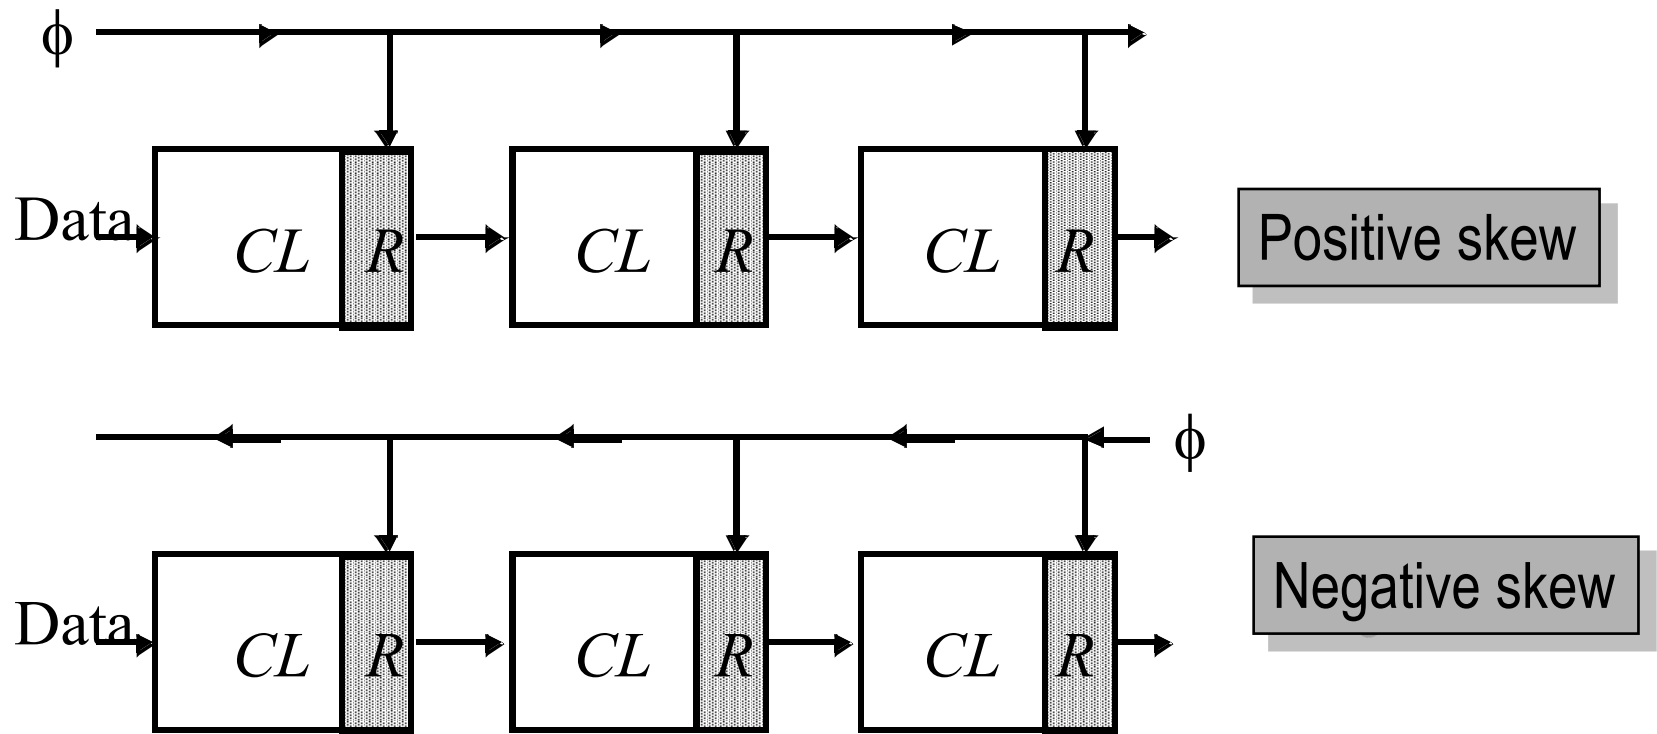 ϕ
Data CL R CL R CL R
Positive skew
ϕ
Data CL R CL R CL R
Negative skew